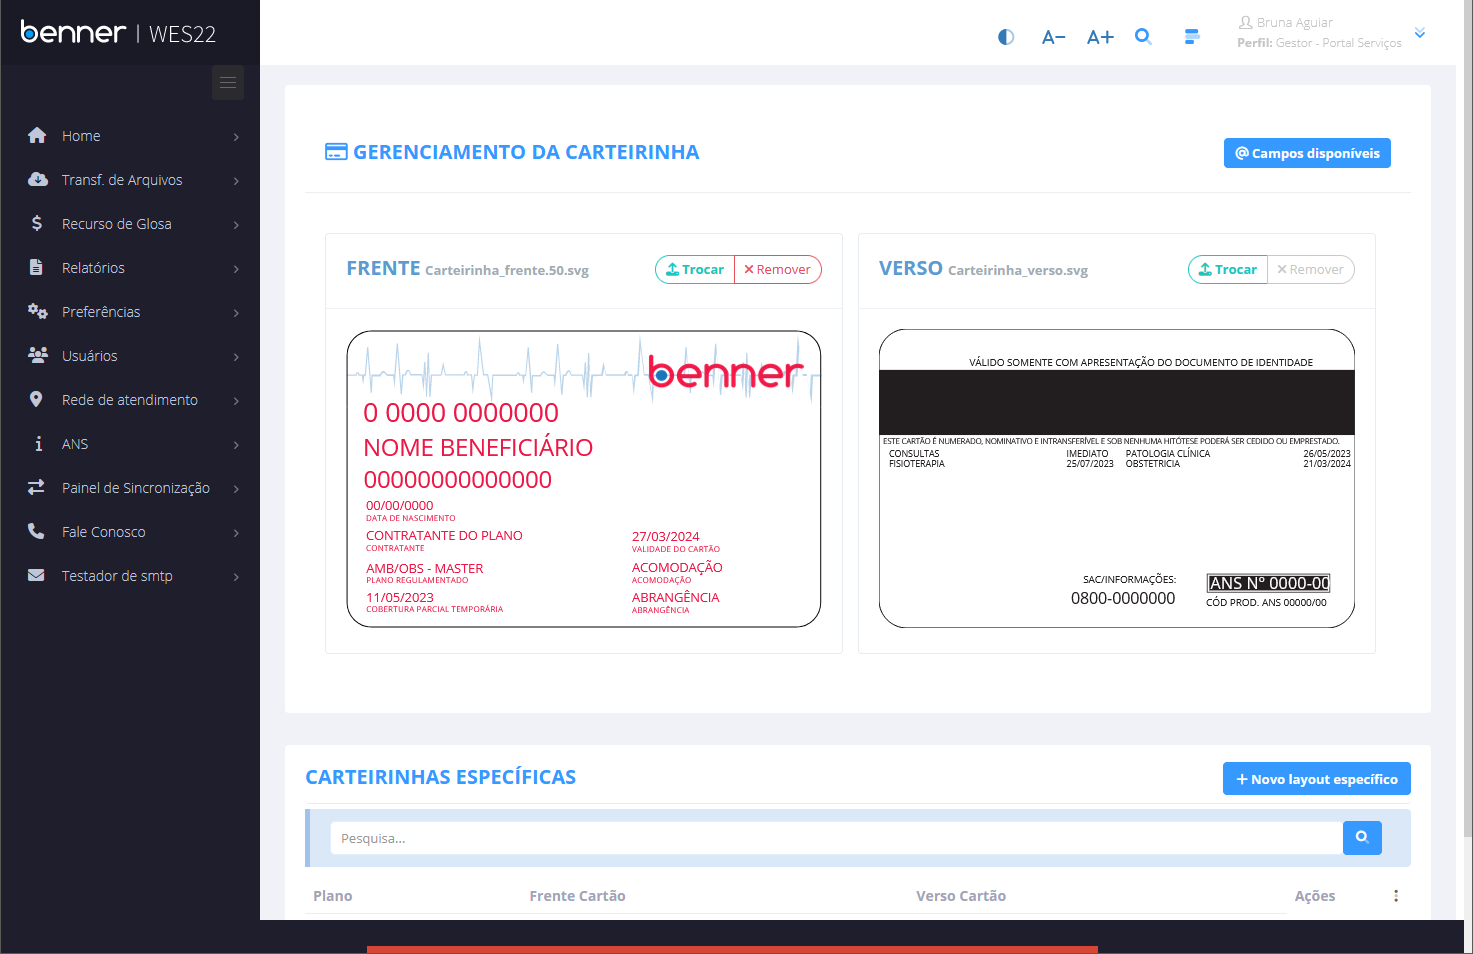 benner | WES22
A-
A+
Bruna Aguiar
Perfil: Gestor - Portal Serviços
Home
Transf. de Arquivos
Recurso de Glosa
Relatórios
Preferências
Usuários
Rede de atendimento
ANS
Painel de Sincronização
Fale Conosco
Testador de smtp
GERENCIAMENTO DA CARTEIRINHA
@ Campos disponíveis
FRENTE Carteirinha_frente.50.svg
Trocar
Remover
benner
0 0000 0000000
NOME BENEFICIÁRIO
00000000000000
00/00/0000
DATA DE NASCIMENTO
CONTRATANTE DO PLANO
CONTRATANTE
27/03/2024
VALIDADE DO CARTÃO
AMB/OBS - MASTER
PLANO REGULAMENTADO
ACOMODAÇÃO
ACOMODAÇÃO
11/05/2023
COBERTURA PARCIAL TEMPORÁRIA
ABRANGÊNCIA
ABRANGÊNCIA
VERSO Carteirinha_verso.svg
Trocar
Remover
VÁLIDO SOMENTE COM APRESENTAÇÃO DO DOCUMENTO DE IDENTIDADE
ESTE CARTÃO É NUMERADO, NOMINATIVO E INTRANSFERÍVEL E SOB NENHUMA HITÓTESE PODERÁ SER CEDIDO OU EMPRESTADO.
CONSULTAS IMEDIATO PATOLOGIA CLÍNICA 26/05/2023
FISIOTERAPIA 25/07/2023 OBSTETRICIA 21/03/2024
SAC/INFORMAÇÕES:
0800-0000000
ANS Nº 0000-00
CÓD PROD. ANS 00000/00
CARTEIRINHAS ESPECÍFICAS
+ Novo layout específico
Pesquisa...
Plano Frente Cartão Verso Cartão Ações